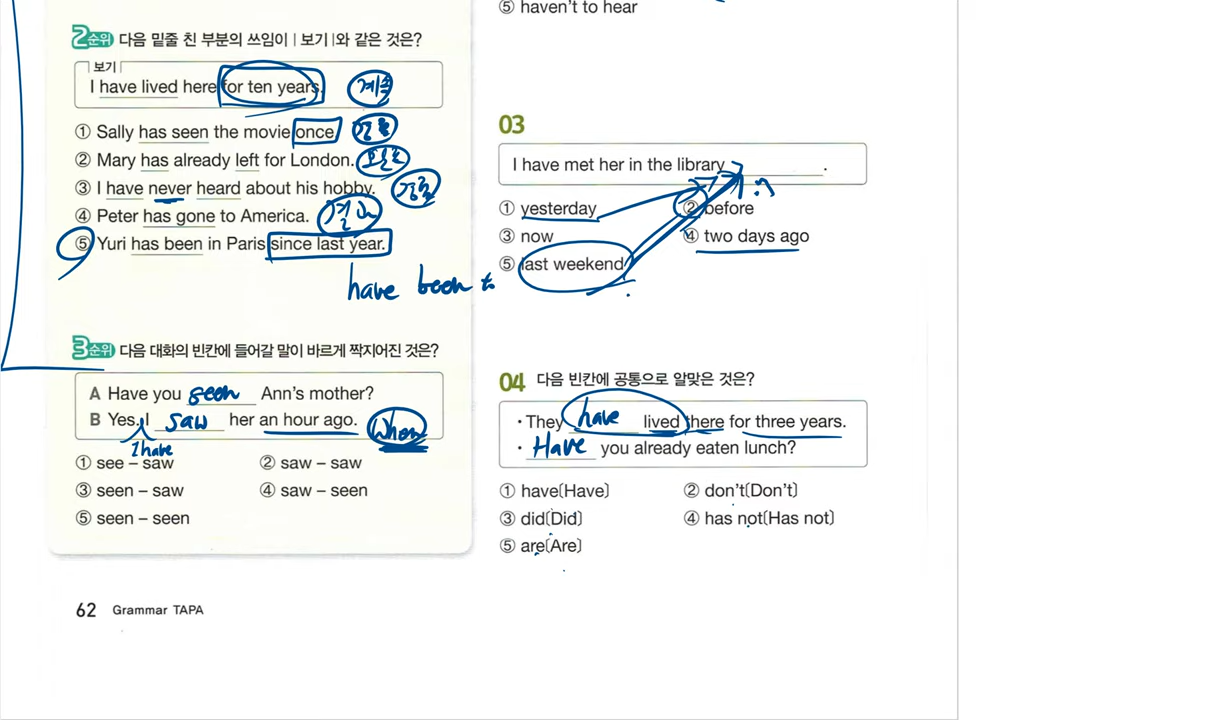 2순위 다음 밑줄 친 부분의 쓰임이 |보기|와 같은 것은?
보기
I have lived here for ten years. 계속
① Sally has seen the movie once. 경험
② Mary has already left for London. 완료
③ I have never heard about his hobby. 경험
④ Peter has gone to America. 결과
⑤ Yuri has been in Paris since last year.
have been to
3순위 다음 대화의 빈칸에 들어갈 말이 바르게 짝지어진 것은?
A Have you seen Ann's mother?
B Yes. I saw her an hour ago. When
I have
① see – saw ② saw – saw
③ seen – saw ④ saw – seen
⑤ seen – seen
62 Grammar TAPA
⑤ haven't to hear
03
I have met her in the library ________.
① yesterday ② before
③ now ④ two days ago
⑤ last weekend
04 다음 빈칸에 공통으로 알맞은 것은?
• They have lived there for three years.
• Have you already eaten lunch?
① have(Have) ② don't(Don't)
③ did(Did) ④ has not(Has not)
⑤ are(Are)